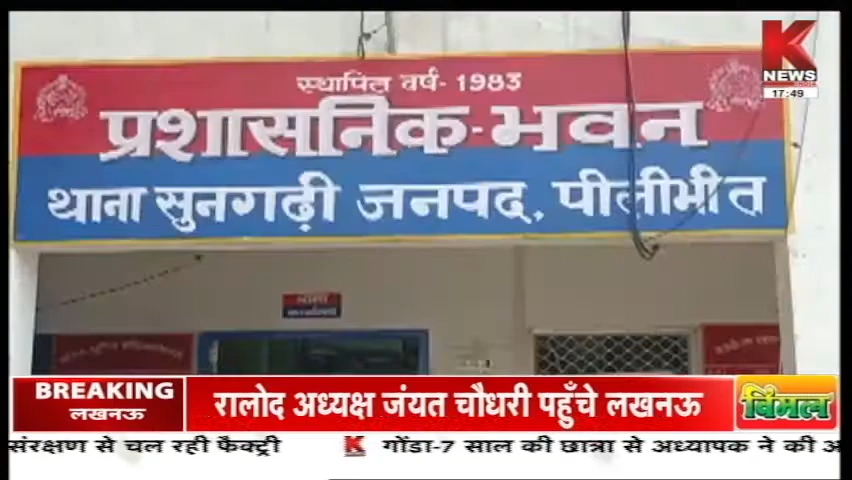 स्थापित वर्ष- 1983
प्रशासनिक-भवन
थाना सुनगढ़ी जनपद, पीलीभीत
K
NEWS
INDIA
17:49
BREAKING
लखनऊ
रालोद अध्यक्ष जंयत चौधरी पहुँचे लखनऊ
विमल
संरक्षण से चल रही फैक्ट्री K गोंडा-7 साल की छात्रा से अध्यापक ने की अ